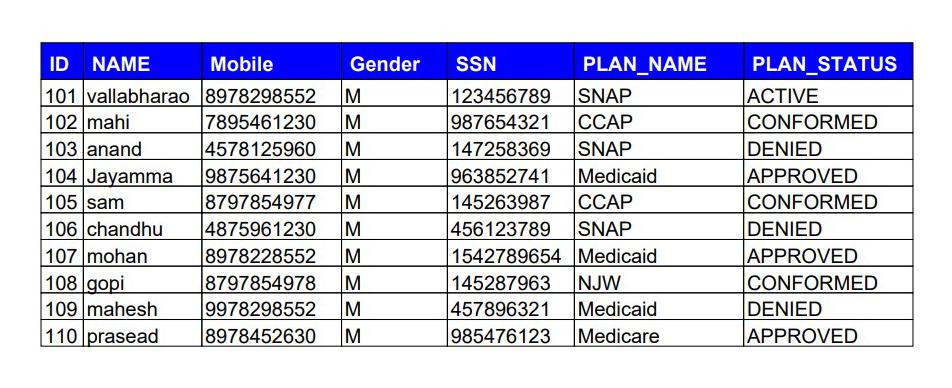 ID NAME Mobile Gender SSN PLAN_NAME PLAN_STATUS
101 vallabharao 8978298552 M 123456789 SNAP ACTIVE
102 mahi 7895461230 M 987654321 CCAP CONFORMED
103 anand 4578125960 M 147258369 SNAP DENIED
104 Jayamma 9875641230 M 963852741 Medicaid APPROVED
105 sam 8797854977 M 145263987 CCAP CONFORMED
106 chandhu 4875961230 M 456123789 SNAP DENIED
107 mohan 8978228552 M 1542789654 Medicaid APPROVED
108 gopi 8797854978 M 145287963 NJW CONFORMED
109 mahesh 9978298552 M 457896321 Medicaid DENIED
110 prasead 8978452630 M 985476123 Medicare APPROVED